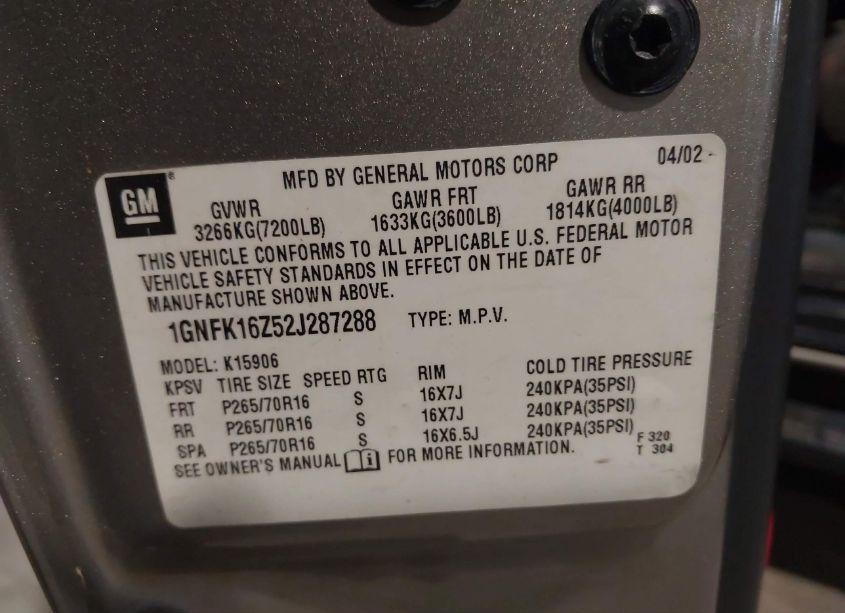 GM ® MFD BY GENERAL MOTORS CORP 04/02
GVWR GAWR FRT GAWR RR
3266KG(7200LB) 1633KG(3600LB) 1814KG(4000LB)
THIS VEHICLE CONFORMS TO ALL APPLICABLE U.S. FEDERAL MOTOR
VEHICLE SAFETY STANDARDS IN EFFECT ON THE DATE OF
MANUFACTURE SHOWN ABOVE.
1GNFK16Z52J287288 TYPE: M.P.V.
MODEL: K15906
KPSV TIRE SIZE SPEED RTG RIM COLD TIRE PRESSURE
FRT P265/70R16 S 16X7J 240KPA(35PSI)
RR P265/70R16 S 16X7J 240KPA(35PSI)
SPA P265/70R16 S 16X6.5J 240KPA(35PSI)
SEE OWNER'S MANUAL i FOR MORE INFORMATION.
F 320
T 304